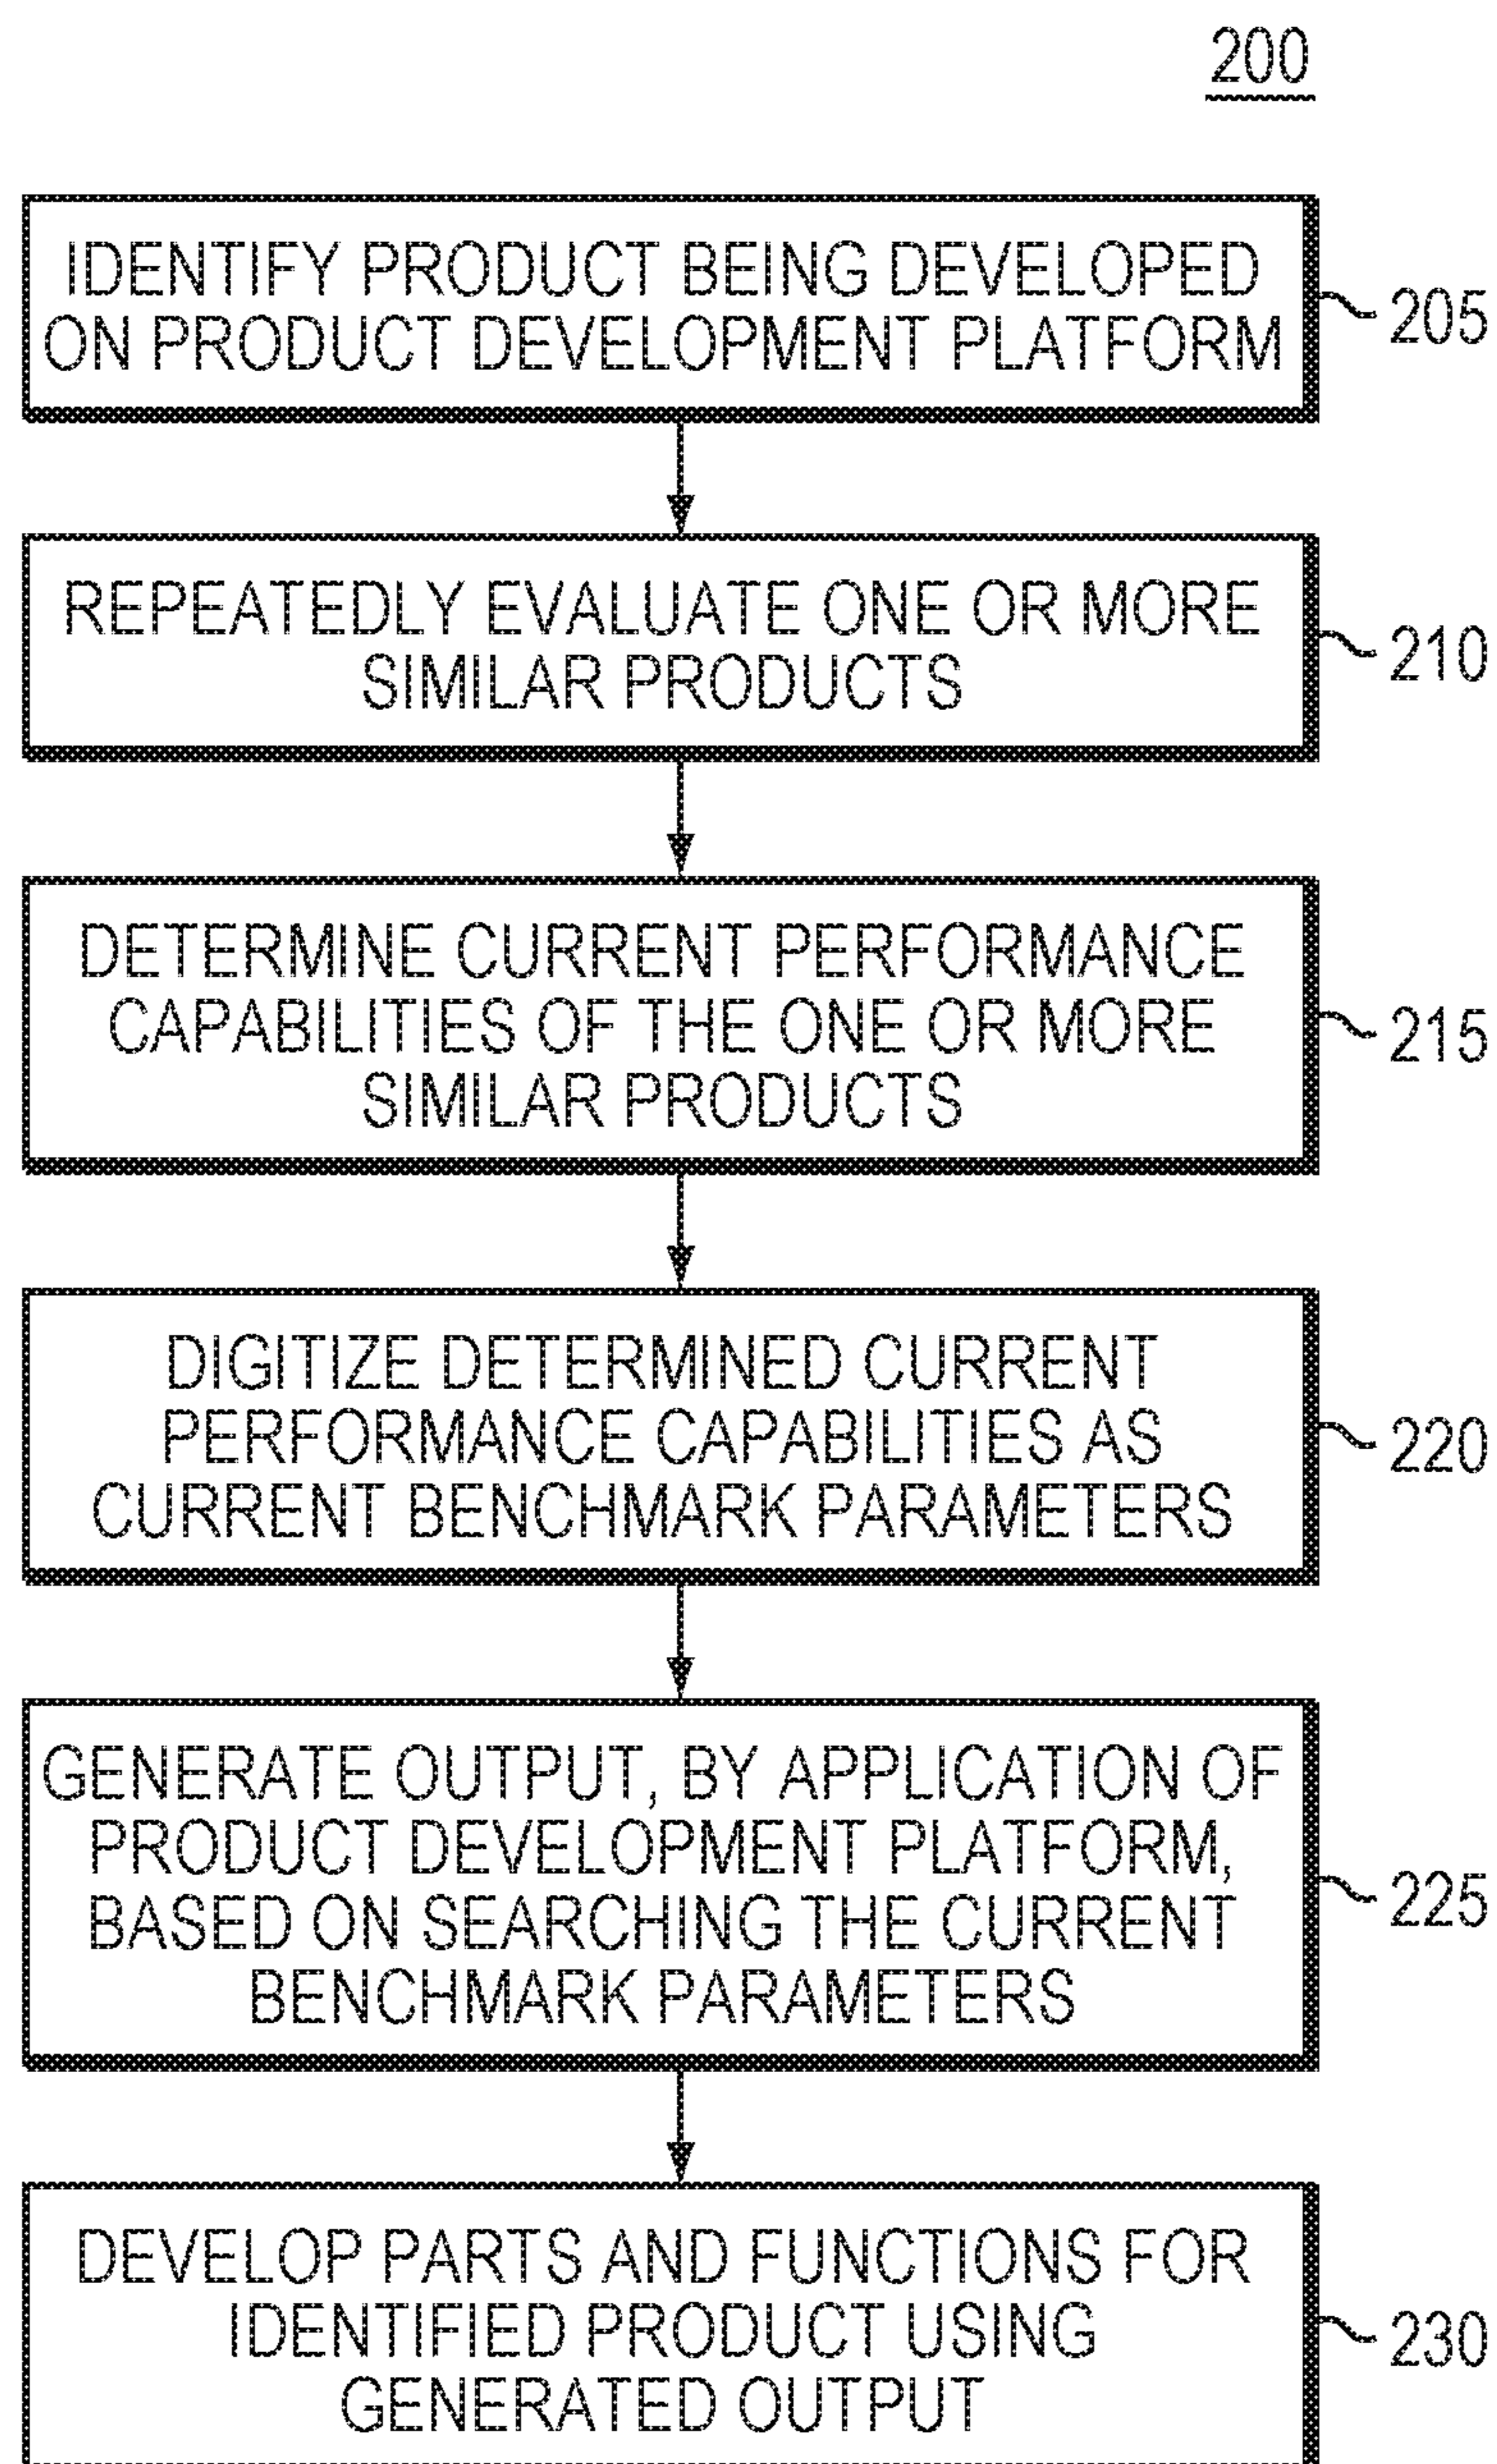 200
IDENTIFY PRODUCT BEING DEVELOPED
ON PRODUCT DEVELOPMENT PLATFORM
205
REPEATEDLY EVALUATE ONE OR MORE
SIMILAR PRODUCTS
210
DETERMINE CURRENT PERFORMANCE
CAPABILITIES OF THE ONE OR MORE
SIMILAR PRODUCTS
215
DIGITIZE DETERMINED CURRENT
PERFORMANCE CAPABILITIES AS
CURRENT BENCHMARK PARAMETERS
220
GENERATE OUTPUT, BY APPLICATION OF
PRODUCT DEVELOPMENT PLATFORM,
BASED ON SEARCHING THE CURRENT
BENCHMARK PARAMETERS
225
DEVELOP PARTS AND FUNCTIONS FOR
IDENTIFIED PRODUCT USING
GENERATED OUTPUT
230